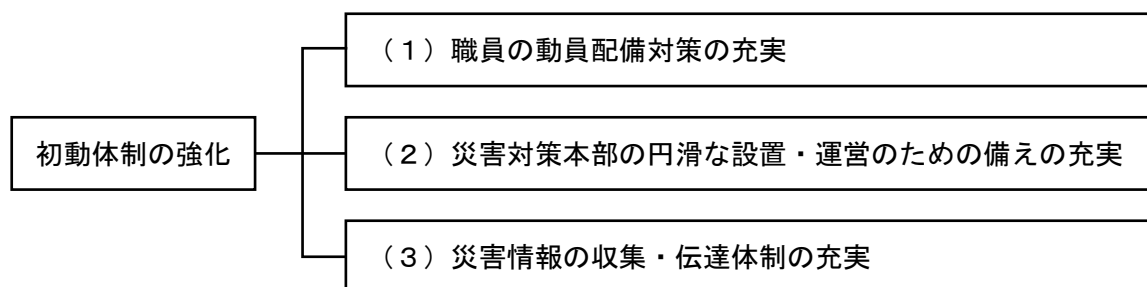 初動体制の強化
（１）職員の動員配備対策の充実
（２）災害対策本部の円滑な設置・運営のための備えの充実
（３）災害情報の収集・伝達体制の充実